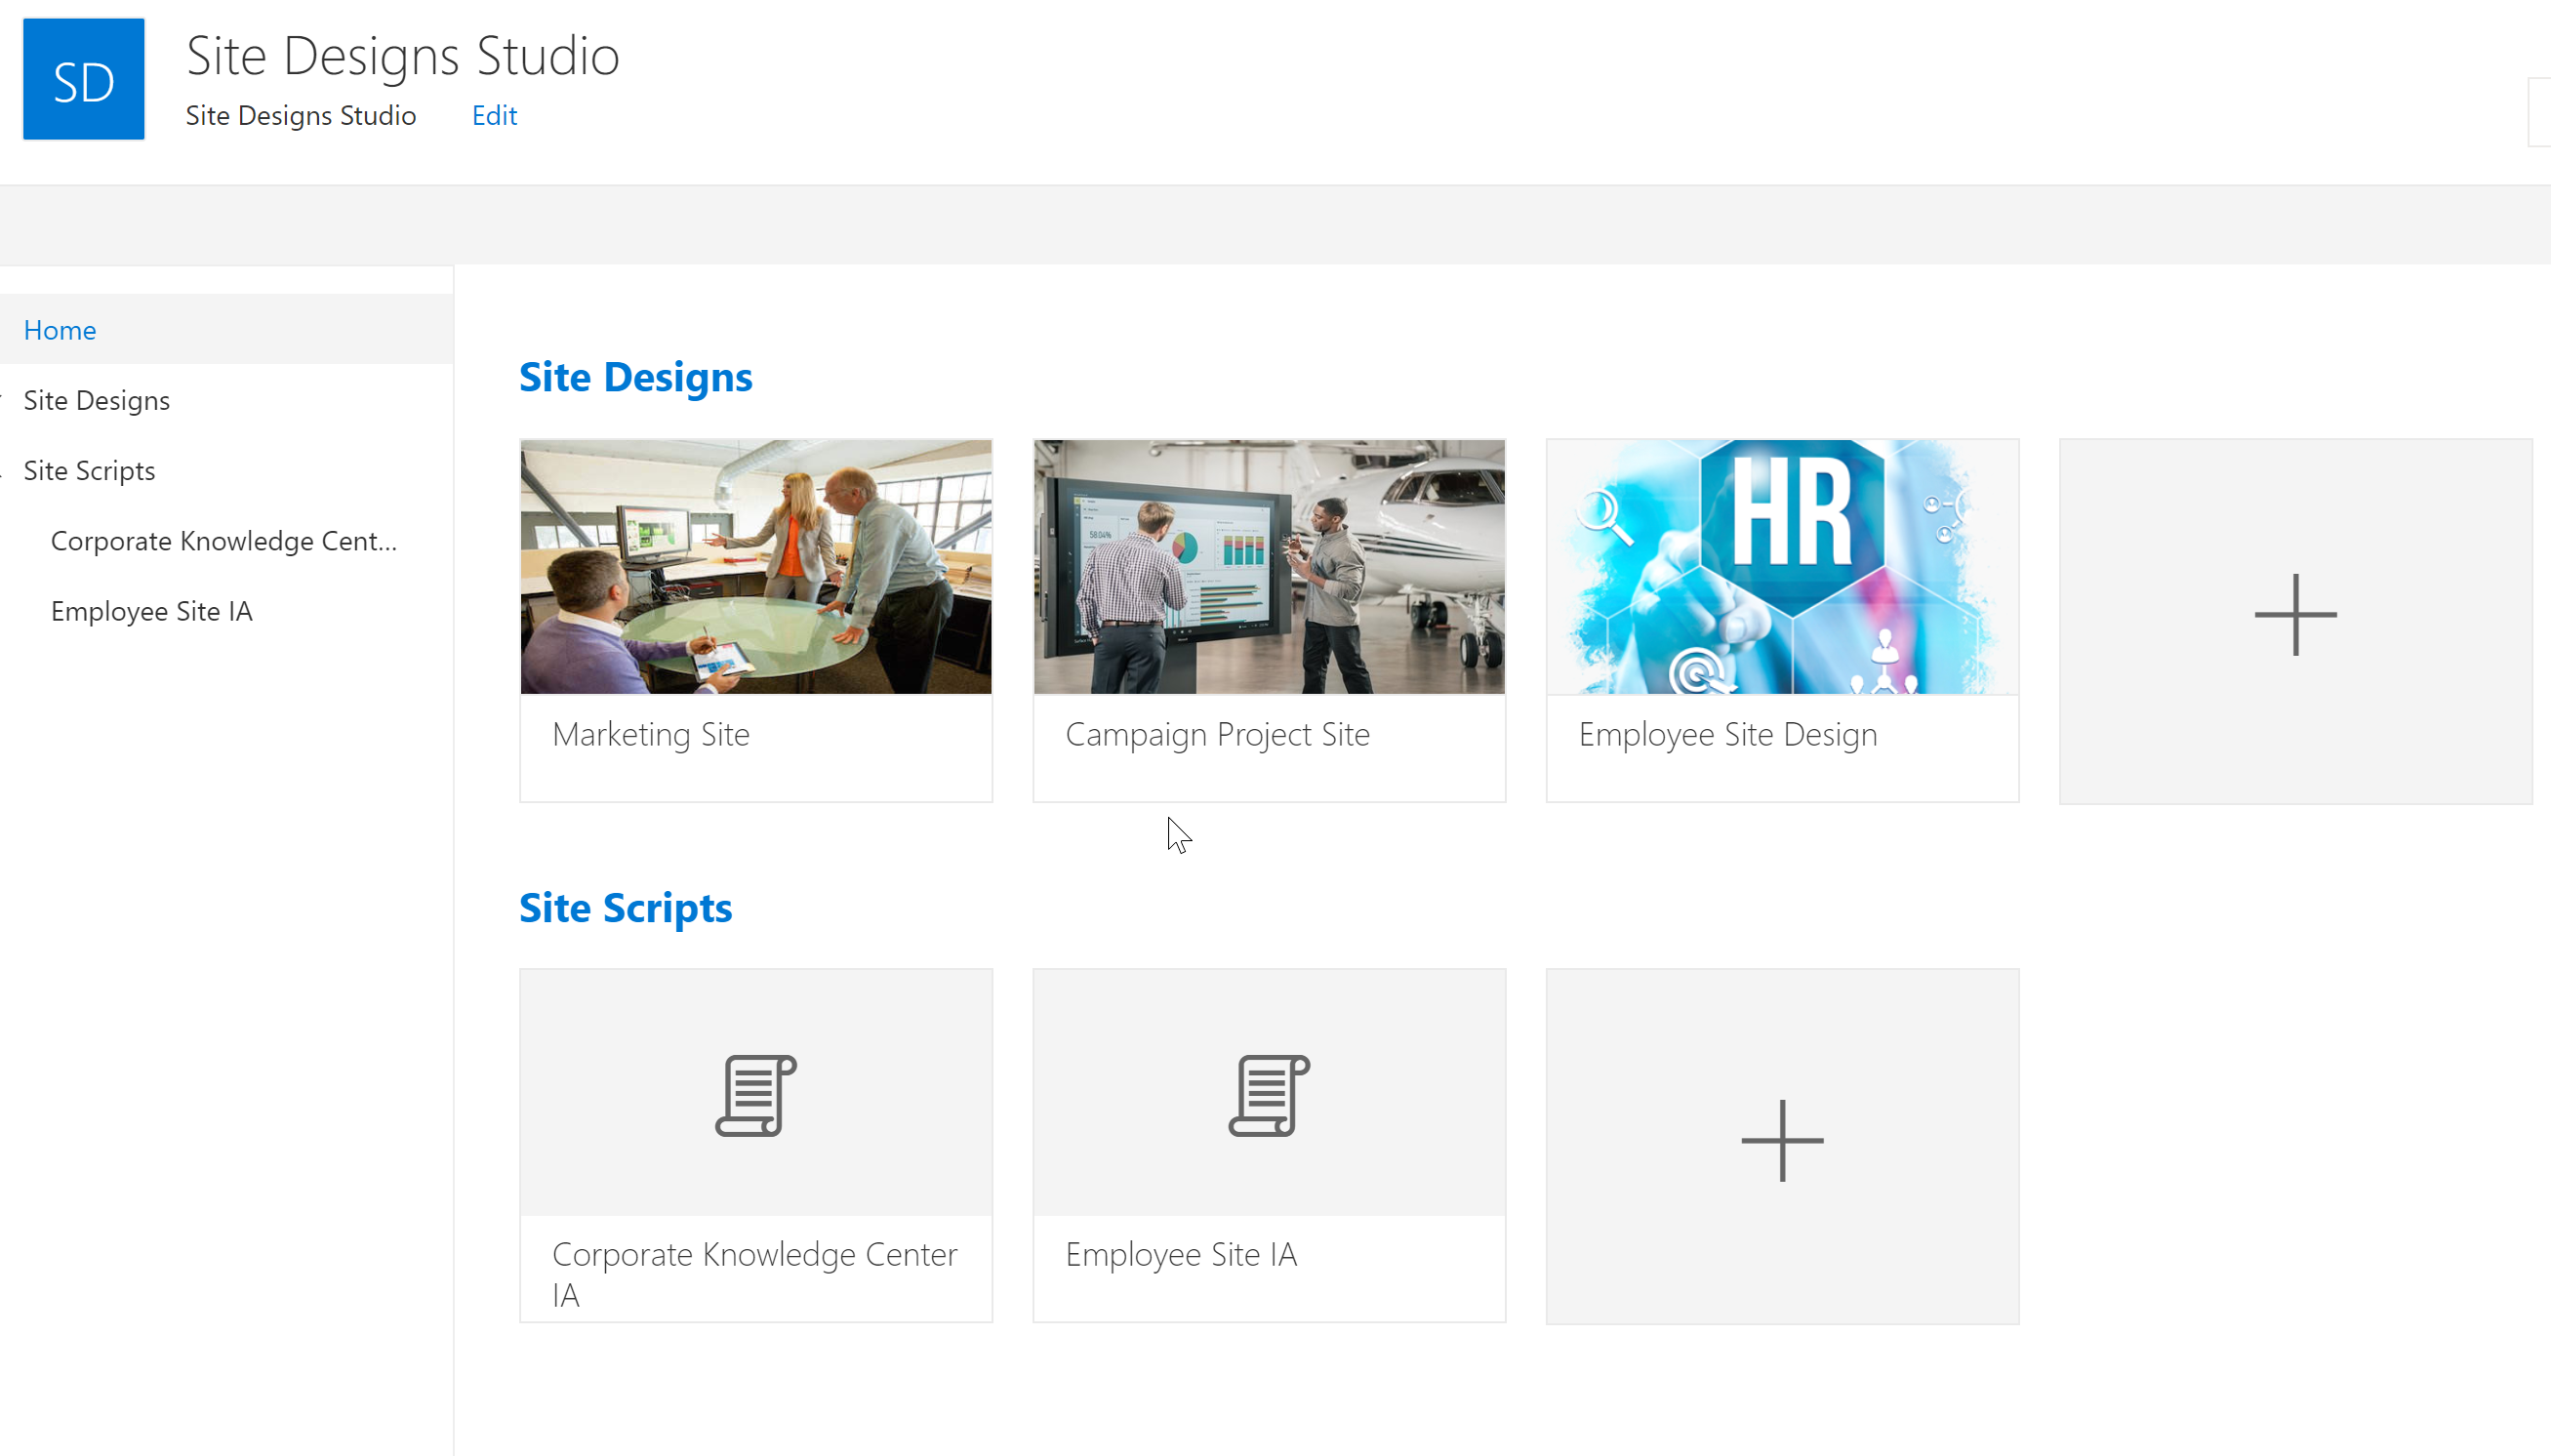 SD
Site Designs Studio
Site Designs Studio Edit
Home
Site Designs
Site Scripts
Corporate Knowledge Cent...
Employee Site IA
Site Designs
58.04%
HR
Marketing Site
Campaign Project Site
Employee Site Design
Site Scripts
Corporate Knowledge Center
IA
Employee Site IA